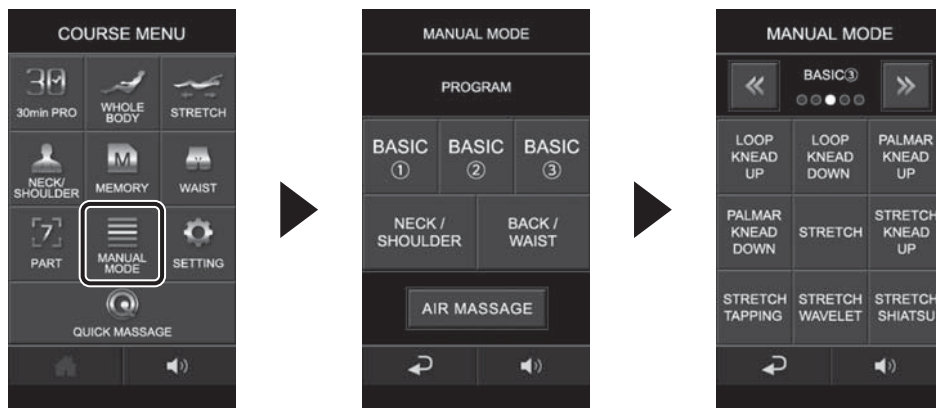 COURSE MENU
30
30min PRO
WHOLE
BODY
STRETCH
NECK/
SHOULDER
M
MEMORY
WAIST
7
PART
MANUAL
MODE
SETTING
QUICK MASSAGE
MANUAL MODE
PROGRAM
BASIC
①
BASIC
②
BASIC
③
NECK /
SHOULDER
BACK /
WAIST
AIR MASSAGE
MANUAL MODE
BASIC③
LOOP
KNEAD
UP
LOOP
KNEAD
DOWN
PALMAR
KNEAD
UP
PALMAR
KNEAD
DOWN
STRETCH
STRETCH
KNEAD
UP
STRETCH
TAPPING
STRETCH
WAVELET
STRETCH
SHIATSU